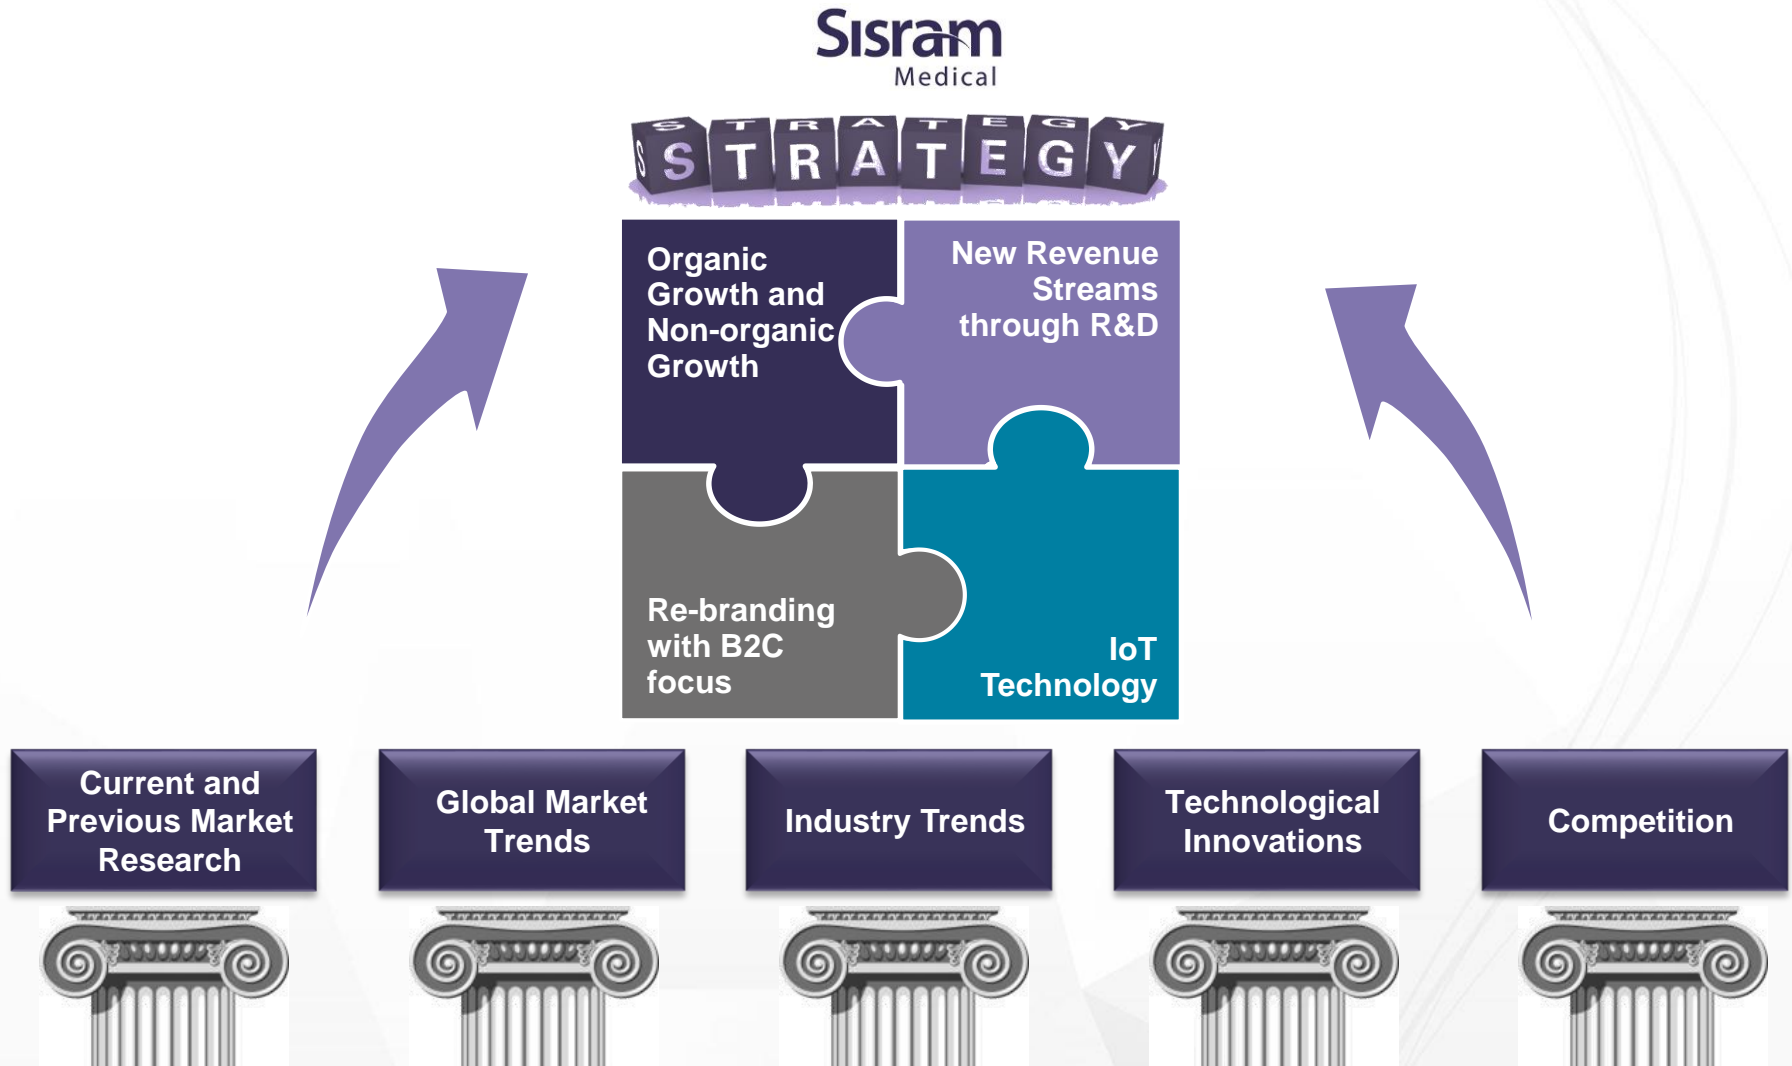 Sisram
Medical
STRATEGY
Organic
Growth and
Non-organic
Growth
New Revenue
Streams
through R&D
Re-branding
with B2C
focus
IoT
Technology
Current and
Previous Market
Research
Global Market
Trends
Industry Trends
Technological
Innovations
Competition